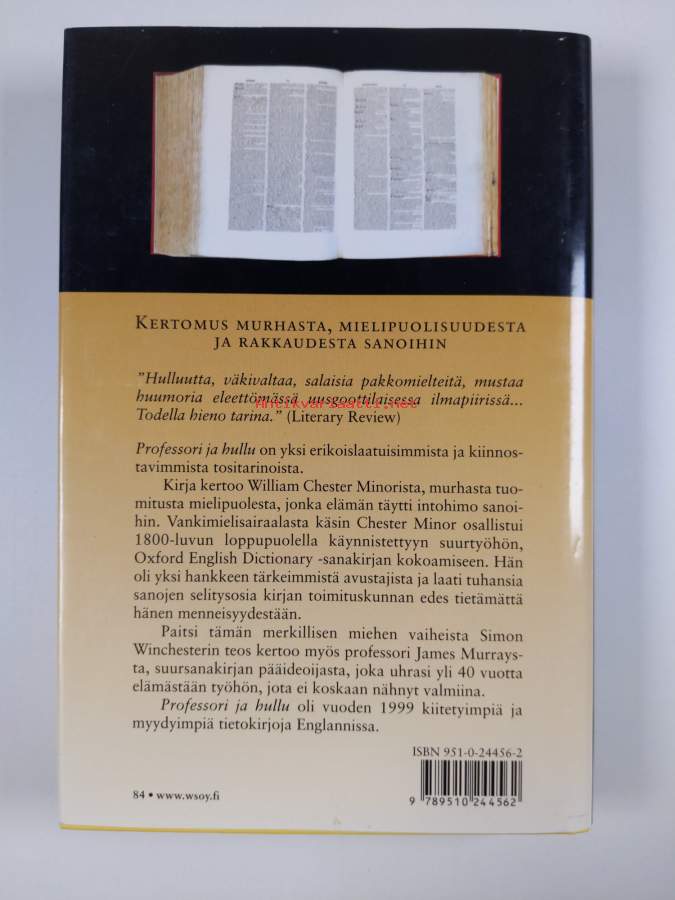 KERTOMUS MURHASTA, MIELIPUOLISUUDESTA
JA RAKKAUDESTA SANOIHIN
"Hulluutta, väkivaltaa, salaisia pakkomielteitä, mustaa
huumoria eleettömässä uusgoottilaisessa ilmapiirissä...
Antikvariaatti.net
Todella hieno tarina." (Literary Review)
Professori ja hullu on yksi erikoislaatuisimmista ja kiinnos-
tavimmista tositarinoista.
Kirja kertoo William Chester Minorista, murhasta tuo-
mitusta mielipuolesta, jonka elämän täytti intohimo sanoi-
hin. Vankimielisairaalasta käsin Chester Minor osallistui
1800-luvun loppupuolella käynnistettyyn suurtyöhön,
Oxford English Dictionary -sanakirjan kokoamiseen. Hän
oli yksi hankkeen tärkeimmistä avustajista ja laati tuhansia
sanojen selitysosia kirjan toimituskunnan edes tietämättä
hänen menneisyydestään.
Paitsi tämän merkillisen miehen vaiheista Simon
Winchesterin teos kertoo myös professori James Murrays-
ta, suursanakirjan pääideoijasta, joka uhrasi yli 40 vuotta
elämästään työhön, jota ei koskaan nähnyt valmiina.
Professori ja hullu oli vuoden 1999 kiitetyimpiä ja
myydyimpiä tietokirjoja Englannissa.
ISBN 951-0-24456-2
84 • www.wsoy.fi
9 789510 244562